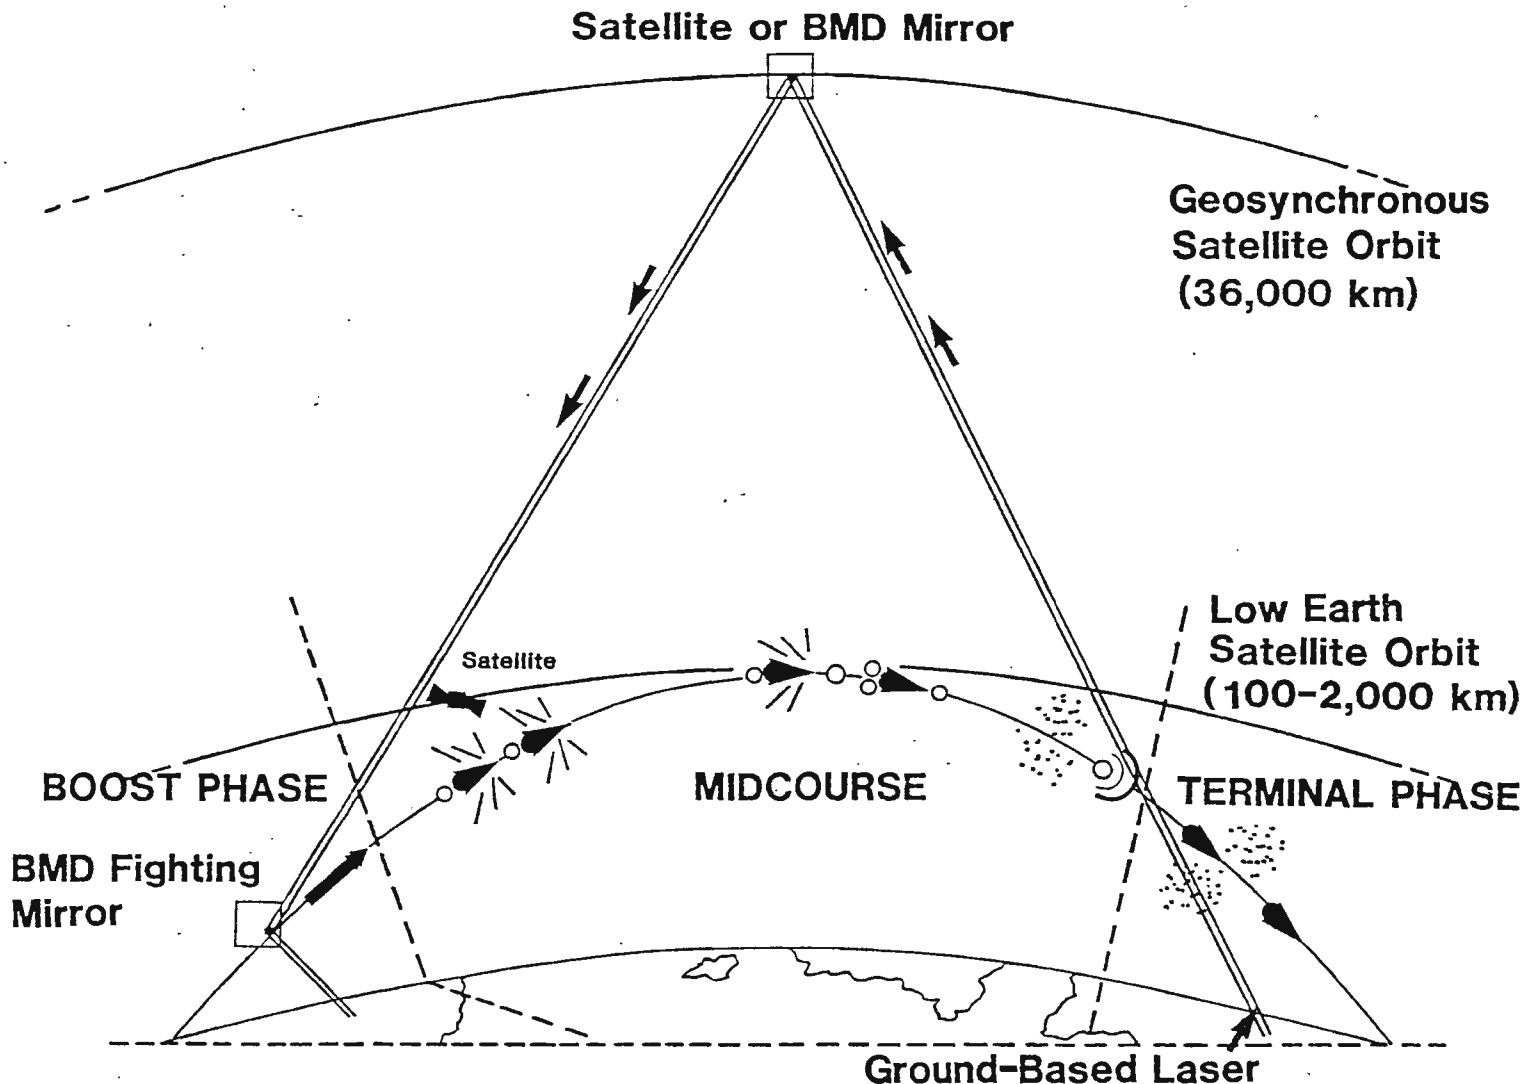 Satellite or BMD Mirror
Geosynchronous
Satellite Orbit
(36,000 km)
Low Earth
Satellite Orbit
(100-2,000 km)
Satellite
BOOST PHASE
MIDCOURSE
TERMINAL PHASE
BMD Fighting
Mirror
Ground-Based Laser